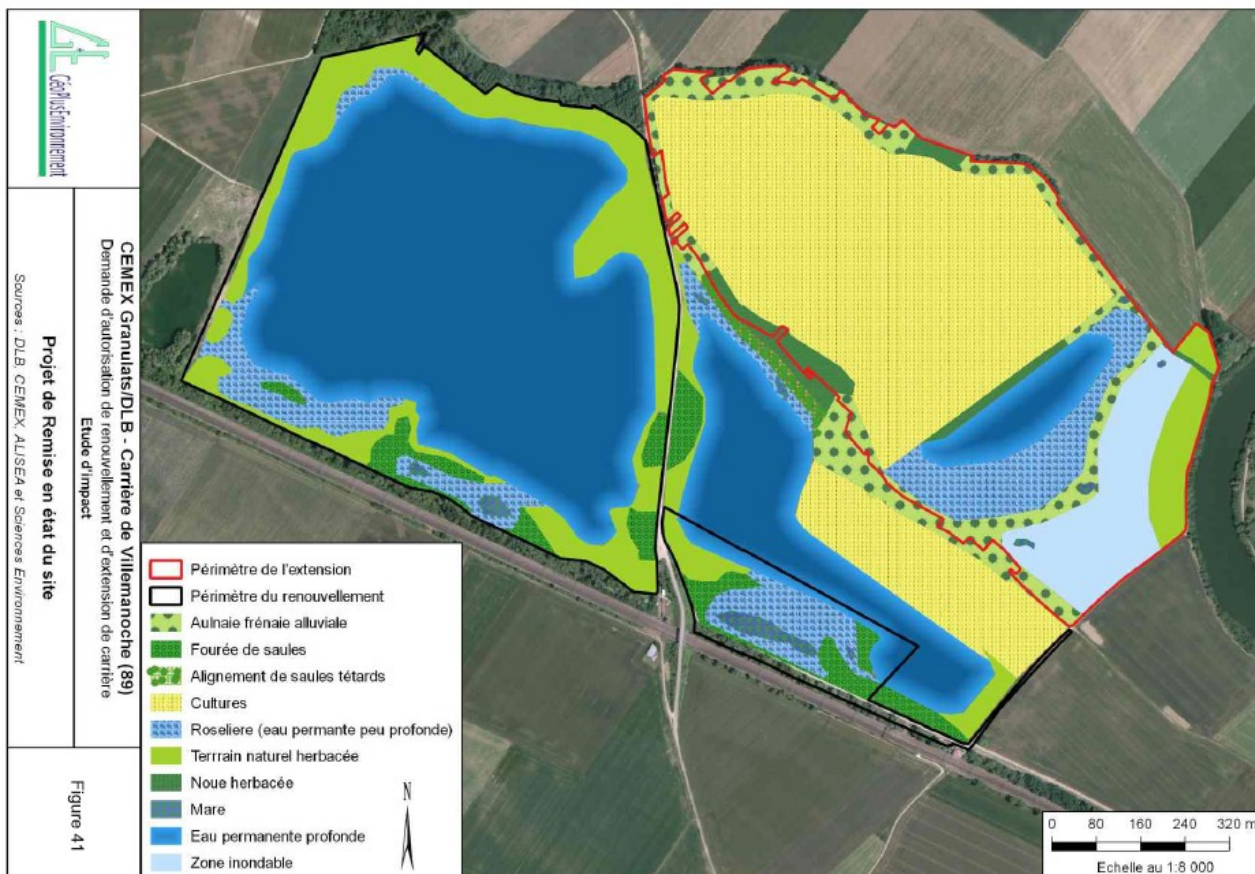 GéoPlusEnvironnement
CEMEX Granulats/DLB - Carrière de Villemanoche (89)
Demande d'autorisation de renouvellement et d'extension de carrière
Etude d'impact
Projet de Remise en état du site
Sources : DLB, CEMEX, ALISEA et Sciences Environnement
Figure 41
Périmètre de l'extension
Périmètre du renouvellement
Aulnaie frénaie alluviale
Fourée de saules
Alignement de saules tétards
Cultures
Roseliere (eau permante peu profonde)
Terrrain naturel herbacée
Noue herbacée
Mare
Eau permanente profonde
Zone inondable
N
0 80 160 240 320 m
Echelle au 1:8 000